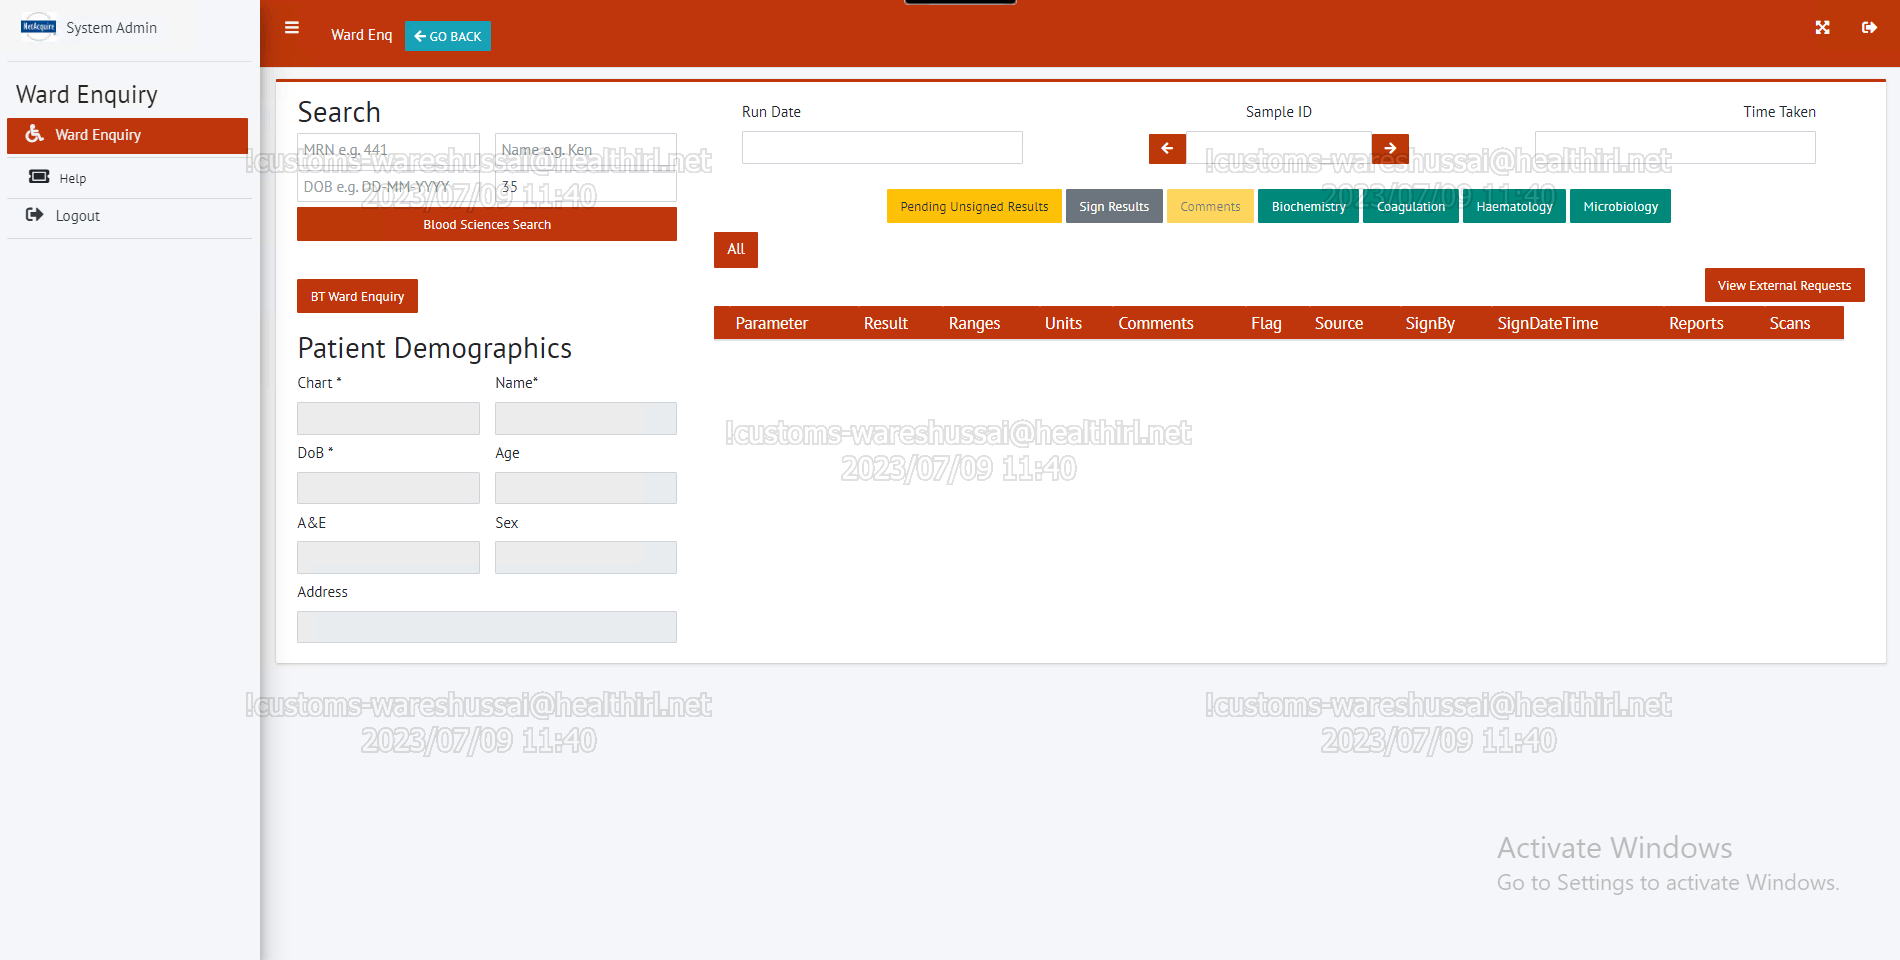 NetAcquire System Admin
Ward Enq GO BACK
Ward Enquiry
Ward Enquiry
Help
Logout
Search
MRN e.g. 441 Name e.g. Ken
DOB e.g. DD-MM-YYYY 35
Blood Sciences Search
BT Ward Enquiry
Patient Demographics
Chart * Name*
DoB * Age
A&E Sex
Address
Run Date Sample ID Time Taken
Pending Unsigned Results Sign Results Comments Biochemistry Coagulation Haematology Microbiology
All
View External Requests
Parameter Result Ranges Units Comments Flag Source SignBy SignDateTime Reports Scans
!customs-wareshussai@healthirl.net
2023/07/09 11:40
!customs-wareshussai@healthirl.net
2023/07/09 11:40
!customs-wareshussai@healthirl.net
2023/07/09 11:40
!customs-wareshussai@healthirl.net
2023/07/09 11:40
!customs-wareshussai@healthirl.net
2023/07/09 11:40
Activate Windows
Go to Settings to activate Windows.